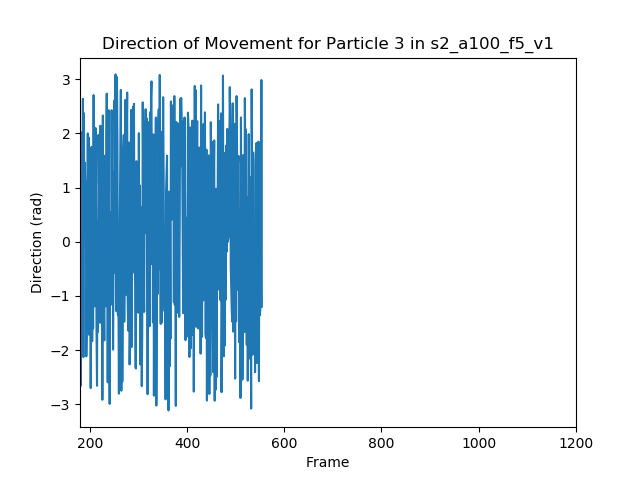 Direction of Movement for Particle 3 in s2_a100_f5_v1
3
2
1
0
−1
−2
−3
Direction (rad)
200 400 600 800 1000 1200
Frame